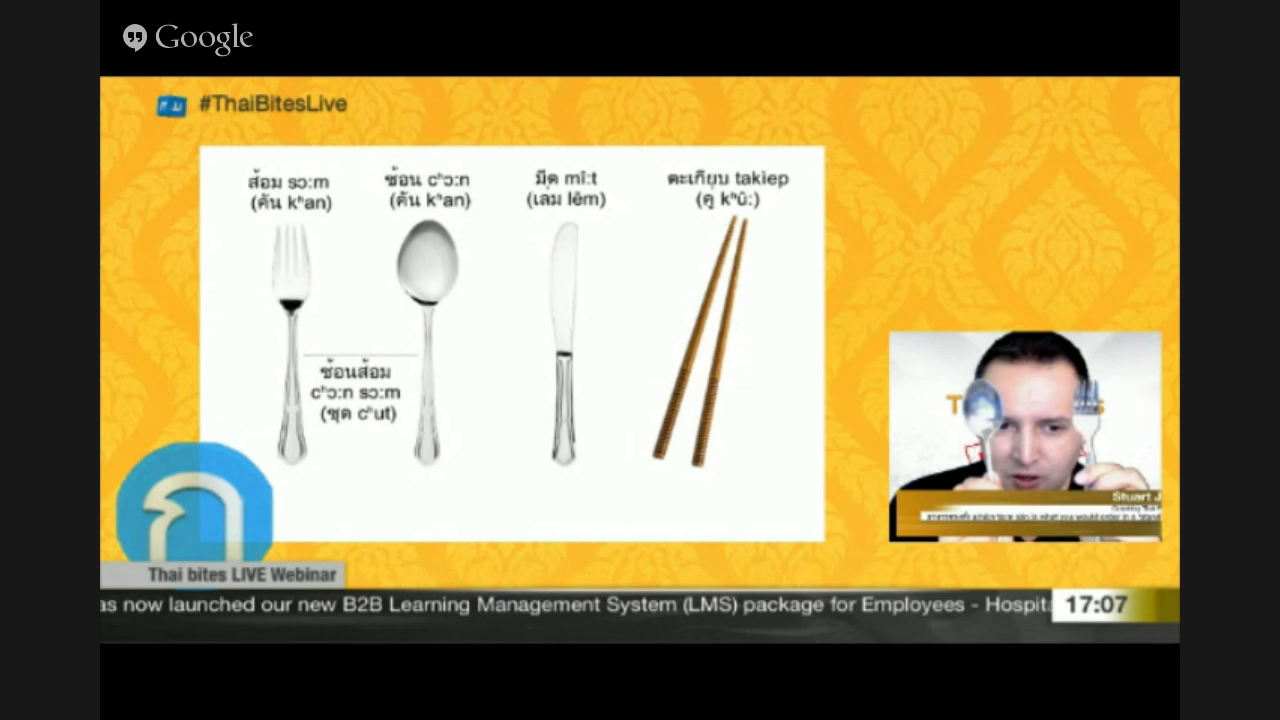 Google
#ThaiBitesLive
ส้อม sɔ̂:m
(คัน kʰan)
ช้อน cʰɔ́:n
(คัน kʰan)
มีด mî:t
(เล่ม lêm)
ตะเกียบ takìep
(คู่ kʰû:)
ช้อนส้อม
cʰɔ́:n sɔ̂:m
(ชุด cʰut)
Stuart J
Thai bites LIVE Webinar
as now launched our new B2B Learning Management System (LMS) package for Employees - Hospita
17:07